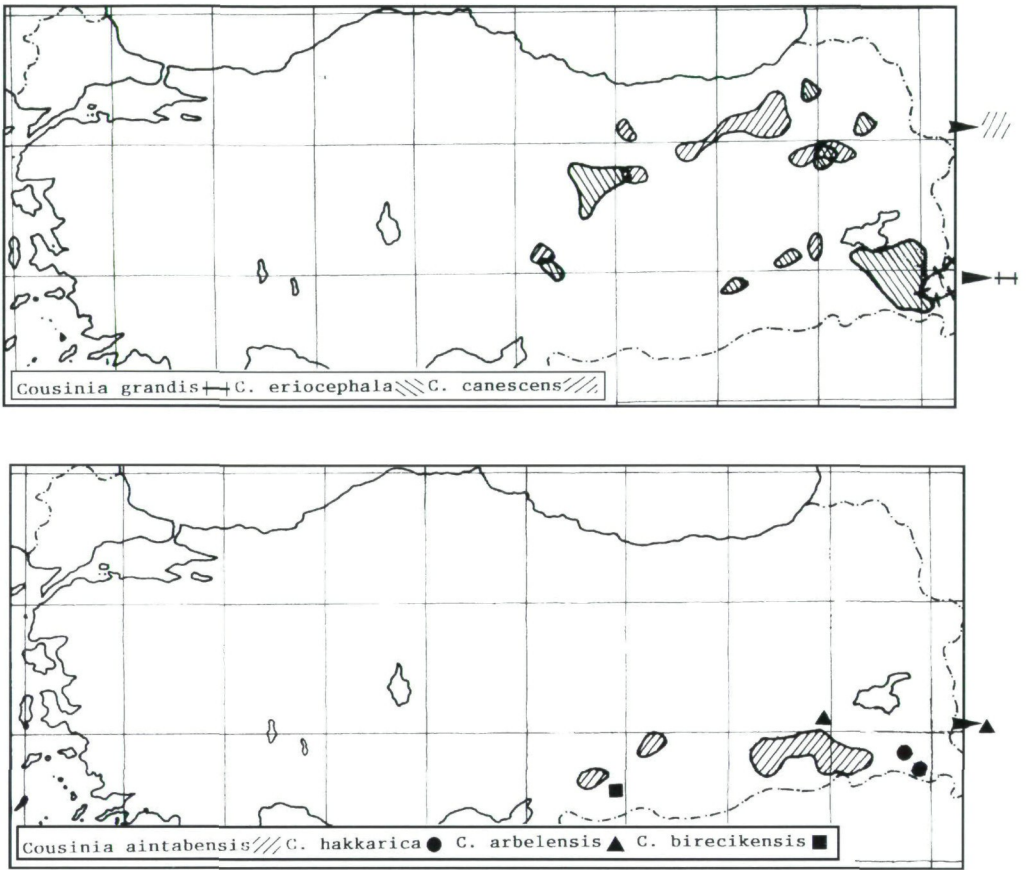 Cousinia grandis C. eriocephala C. canescens
Cousinia aintabensis C. hakkarica C. arbelensis C. birecikensis